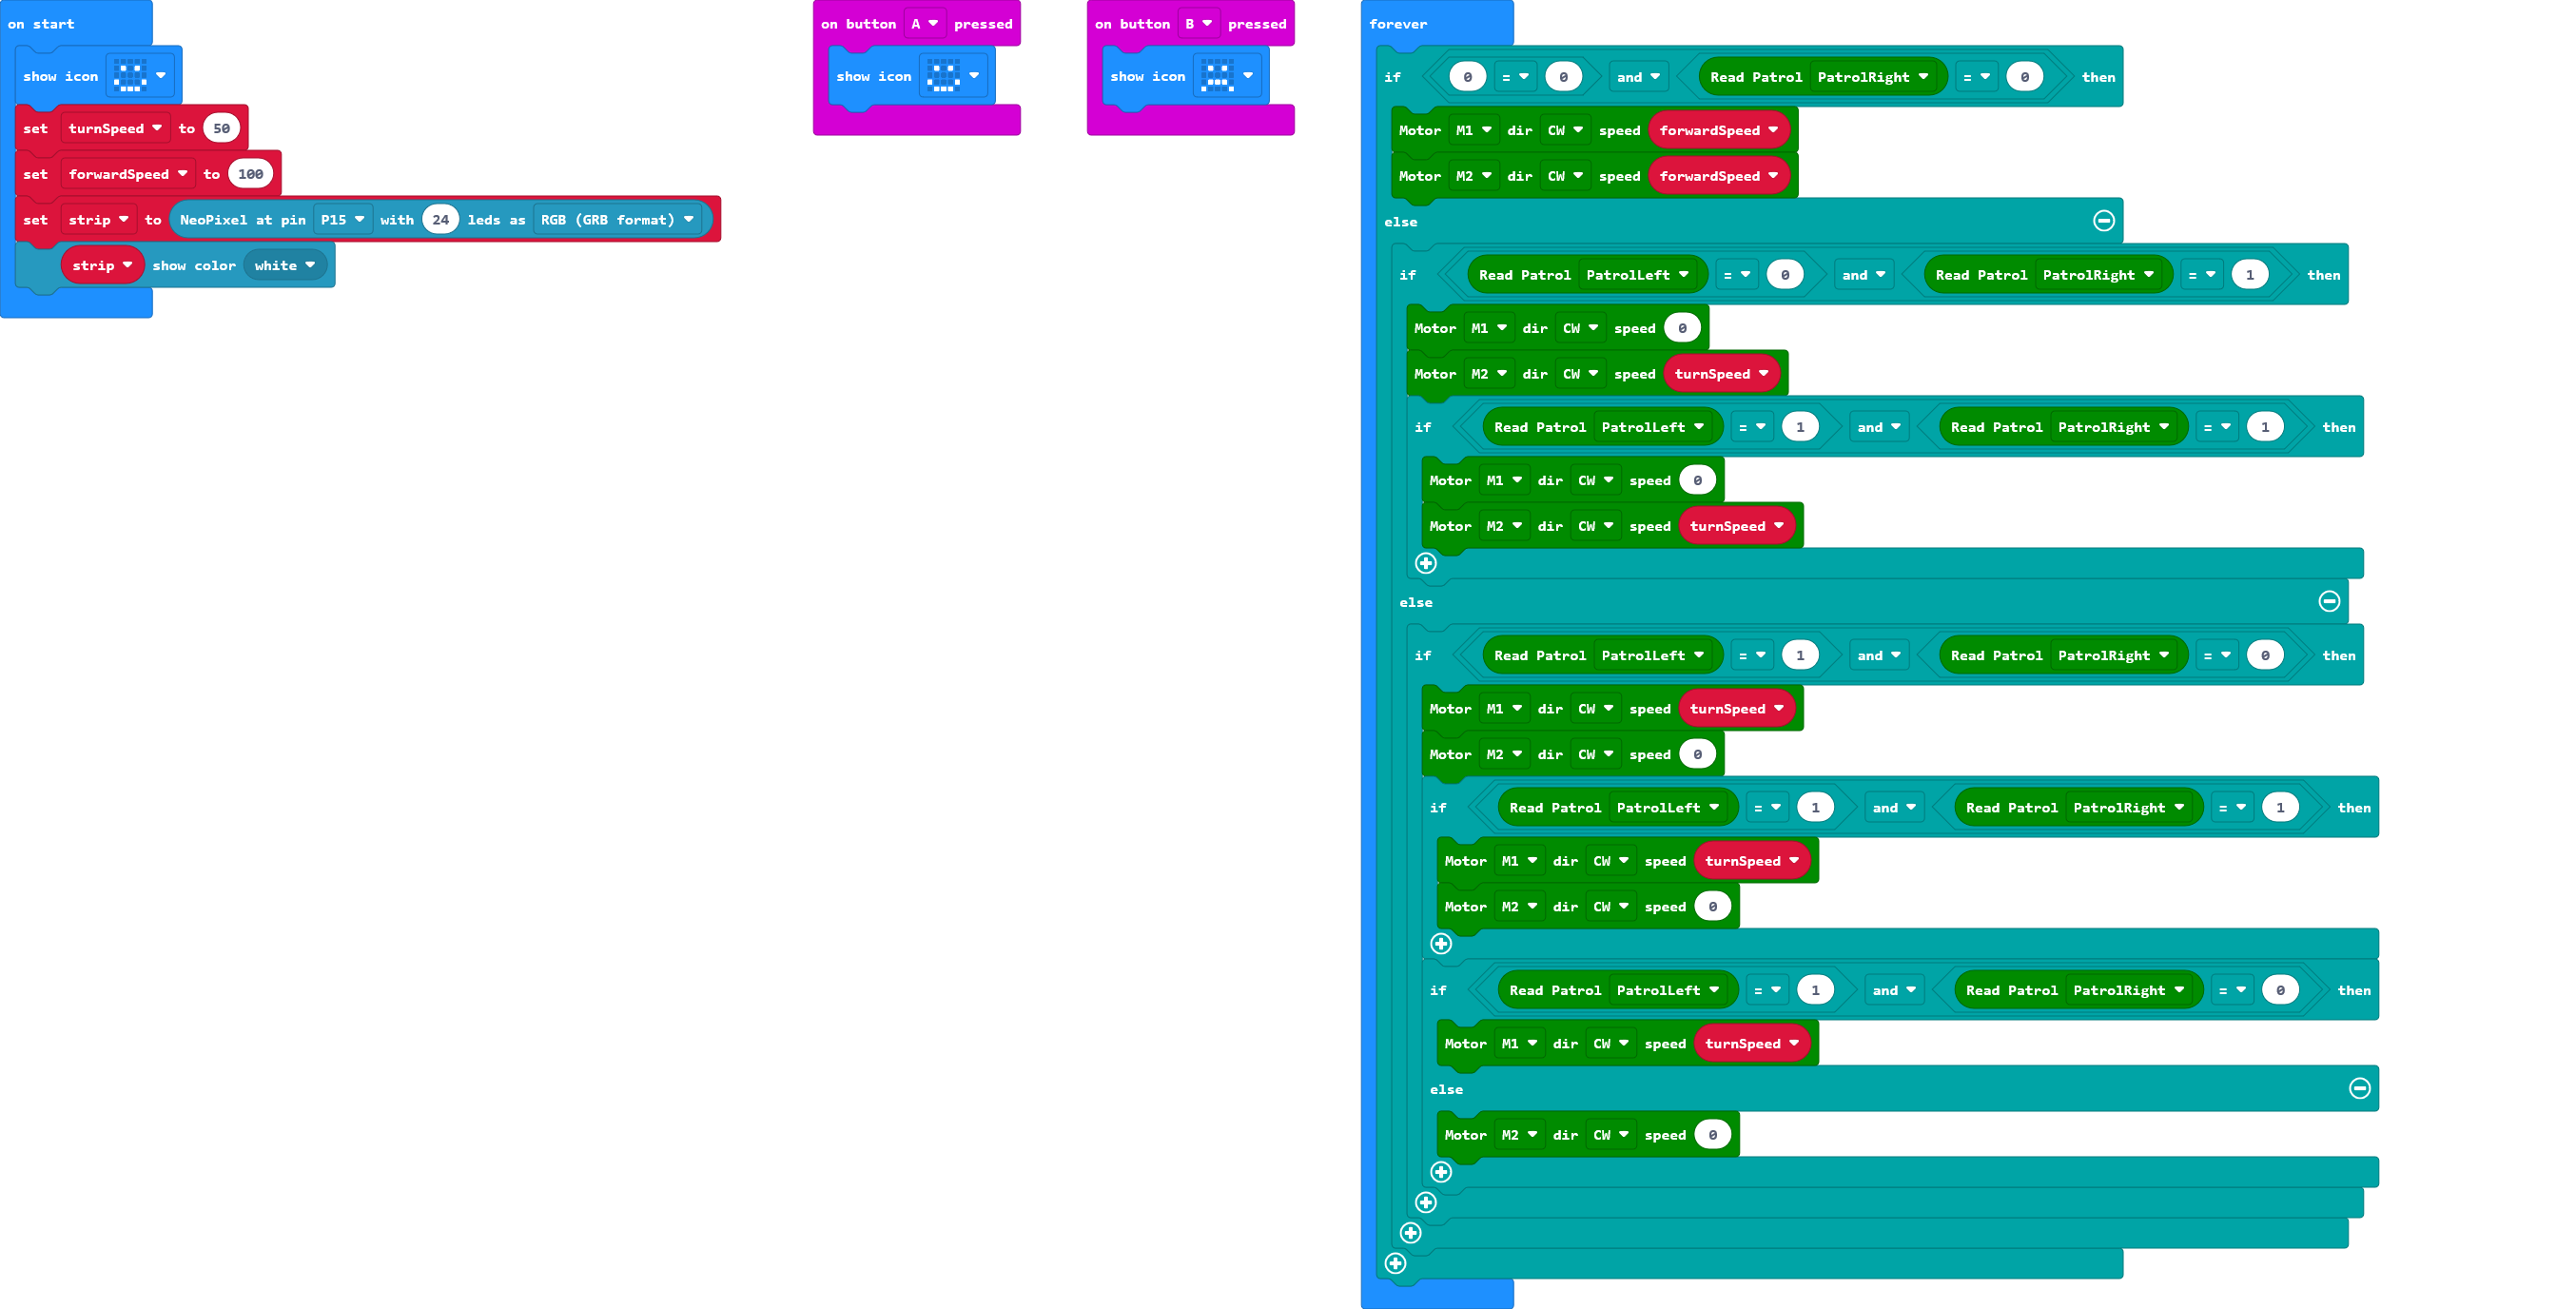 on start
show icon
set turnSpeed to 50
set forwardSpeed to 100
set strip to NeoPixel at pin P15 with 24 leds as RGB (GRB format)
strip show color white
on button A pressed
show icon
on button B pressed
show icon
forever
if 0 = 0 and Read Patrol PatrolRight = 0 then
Motor M1 dir CW speed forwardSpeed
Motor M2 dir CW speed forwardSpeed
else
if Read Patrol PatrolLeft = 0 and Read Patrol PatrolRight = 1 then
Motor M1 dir CW speed 0
Motor M2 dir CW speed turnSpeed
if Read Patrol PatrolLeft = 1 and Read Patrol PatrolRight = 1 then
Motor M1 dir CW speed 0
Motor M2 dir CW speed turnSpeed
else
if Read Patrol PatrolLeft = 1 and Read Patrol PatrolRight = 0 then
Motor M1 dir CW speed turnSpeed
Motor M2 dir CW speed 0
if Read Patrol PatrolLeft = 1 and Read Patrol PatrolRight = 1 then
Motor M1 dir CW speed turnSpeed
Motor M2 dir CW speed 0
if Read Patrol PatrolLeft = 1 and Read Patrol PatrolRight = 0 then
Motor M1 dir CW speed turnSpeed
else
Motor M2 dir CW speed 0